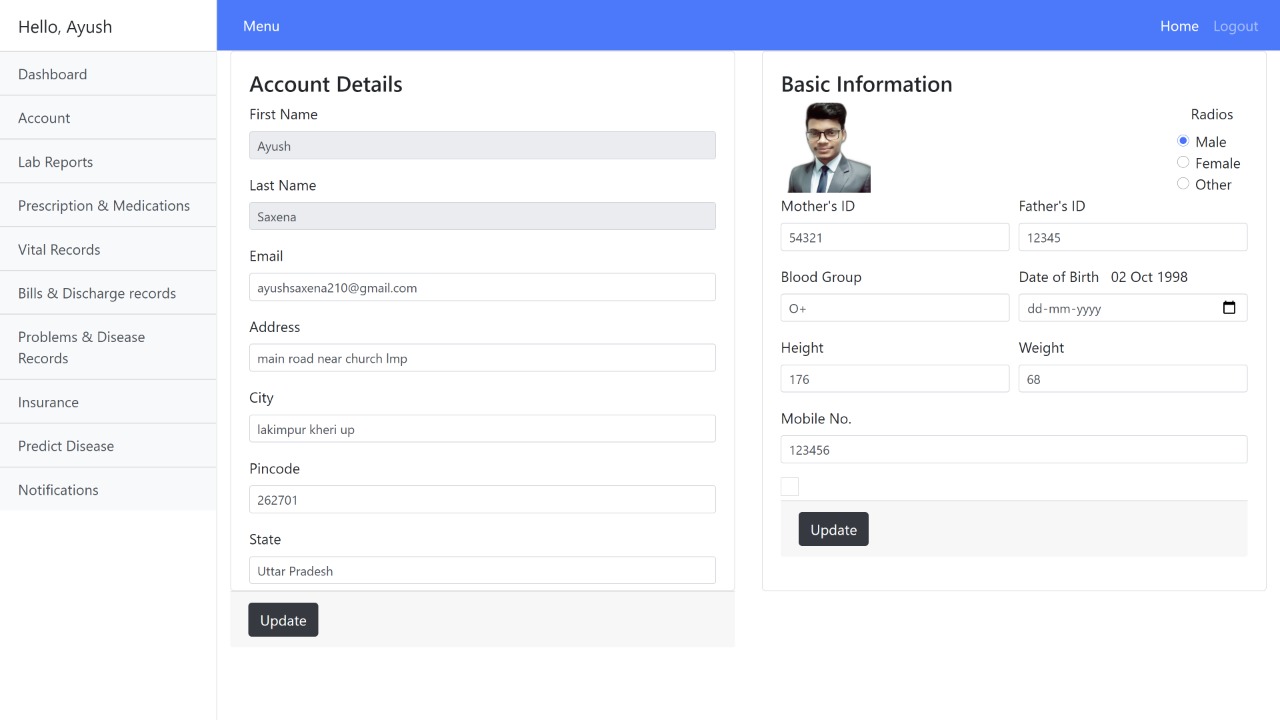 Hello, Ayush
Menu
Home
Logout
Dashboard
Account
Lab Reports
Prescription & Medications
Vital Records
Bills & Discharge records
Problems & Disease
Records
Insurance
Predict Disease
Notifications
Account Details
First Name
Ayush
Last Name
Saxena
Email
ayushsaxena210@gmail.com
Address
main road near church lmp
City
lakimpur kheri up
Pincode
262701
State
Uttar Pradesh
Update
Basic Information
Radios
Male
Female
Other
Mother's ID
Father's ID
54321
12345
Blood Group
Date of Birth 02 Oct 1998
O+
dd-mm-yyyy
Height
Weight
176
68
Mobile No.
123456
Update